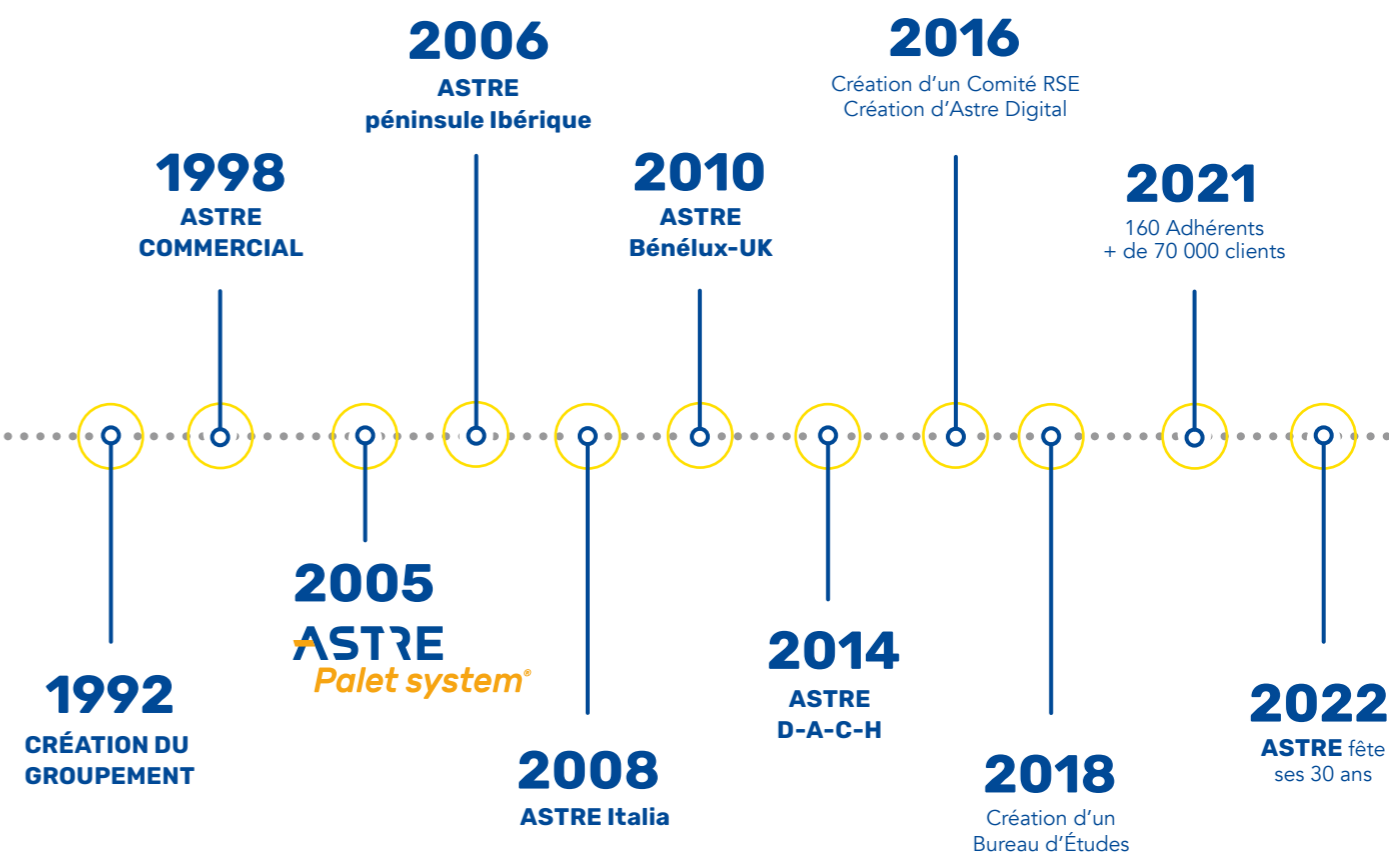 1992
CRÉATION DU
GROUPEMENT
1998
ASTRE
COMMERCIAL
2005
ASTRE
Palet system®
2006
ASTRE
péninsule Ibérique
2008
ASTRE Italia
2010
ASTRE
Bénélux-UK
2014
ASTRE
D-A-C-H
2016
Création d’un Comité RSE
Création d’Astre Digital
2018
Création d’un
Bureau d’Études
2021
160 Adhérents
+ de 70 000 clients
2022
ASTRE fête
ses 30 ans